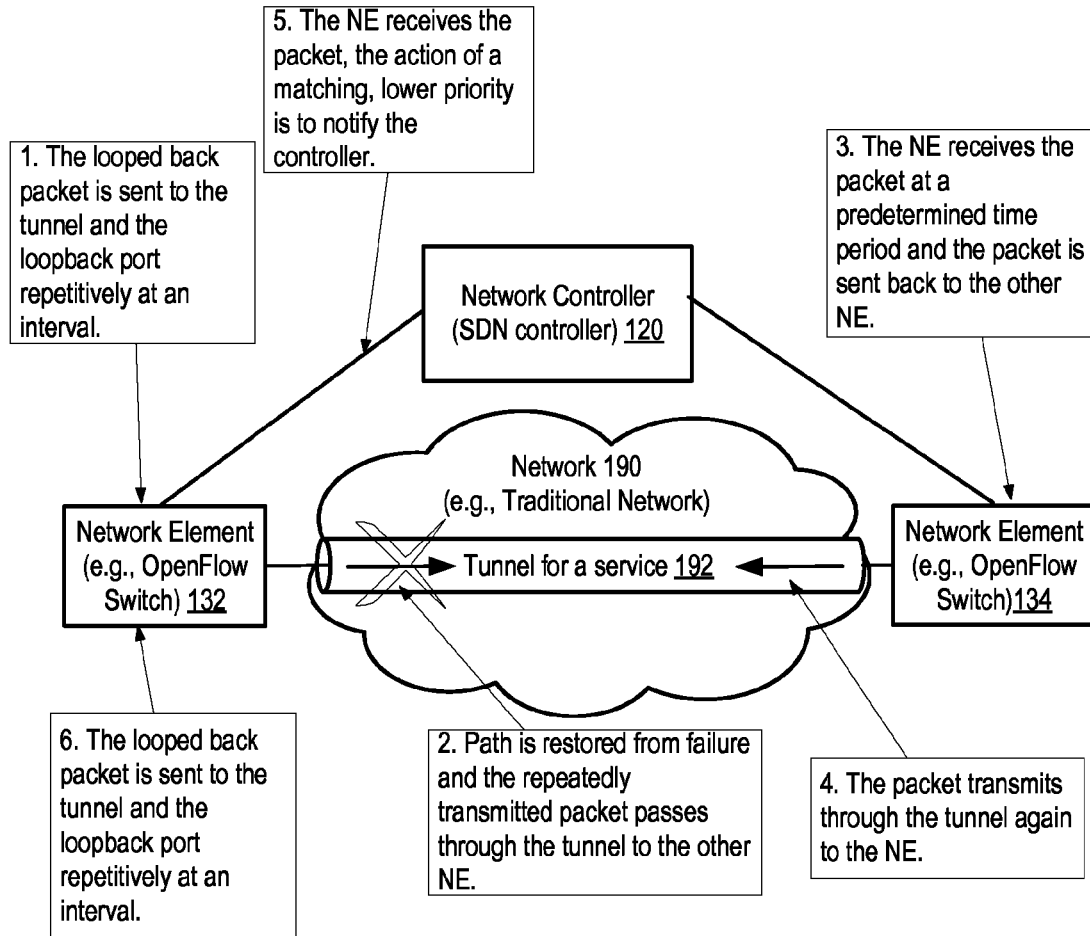 5. The NE receives the
packet, the action of a
matching, lower priority
is to notify the
controller.
1. The looped back
packet is sent to the
tunnel and the
loopback port
repetitively at an
interval.
3. The NE receives the
packet at a
predetermined time
period and the packet is
sent back to the other
NE.
Network Controller
(SDN controller) 120
Network 190
(e.g., Traditional Network)
Network Element
(e.g., OpenFlow
Switch) 132
Tunnel for a service 192
Network Element
(e.g., OpenFlow
Switch)134
6. The looped back
packet is sent to the
tunnel and the
loopback port
repetitively at an
interval.
2. Path is restored from failure
and the repeatedly
transmitted packet passes
through the tunnel to the other
NE.
4. The packet transmits
through the tunnel again
to the NE.